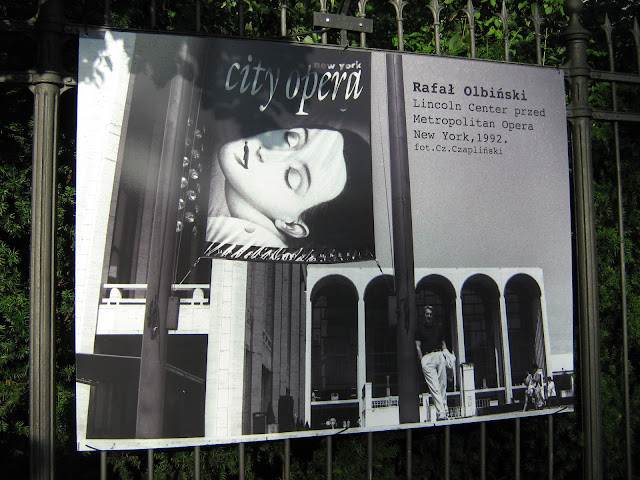 new york
city opera
Rafał Olbiński
Lincoln Center przed
Metropolitan Opera
New York,1992.
fot.Cz.Czapliński